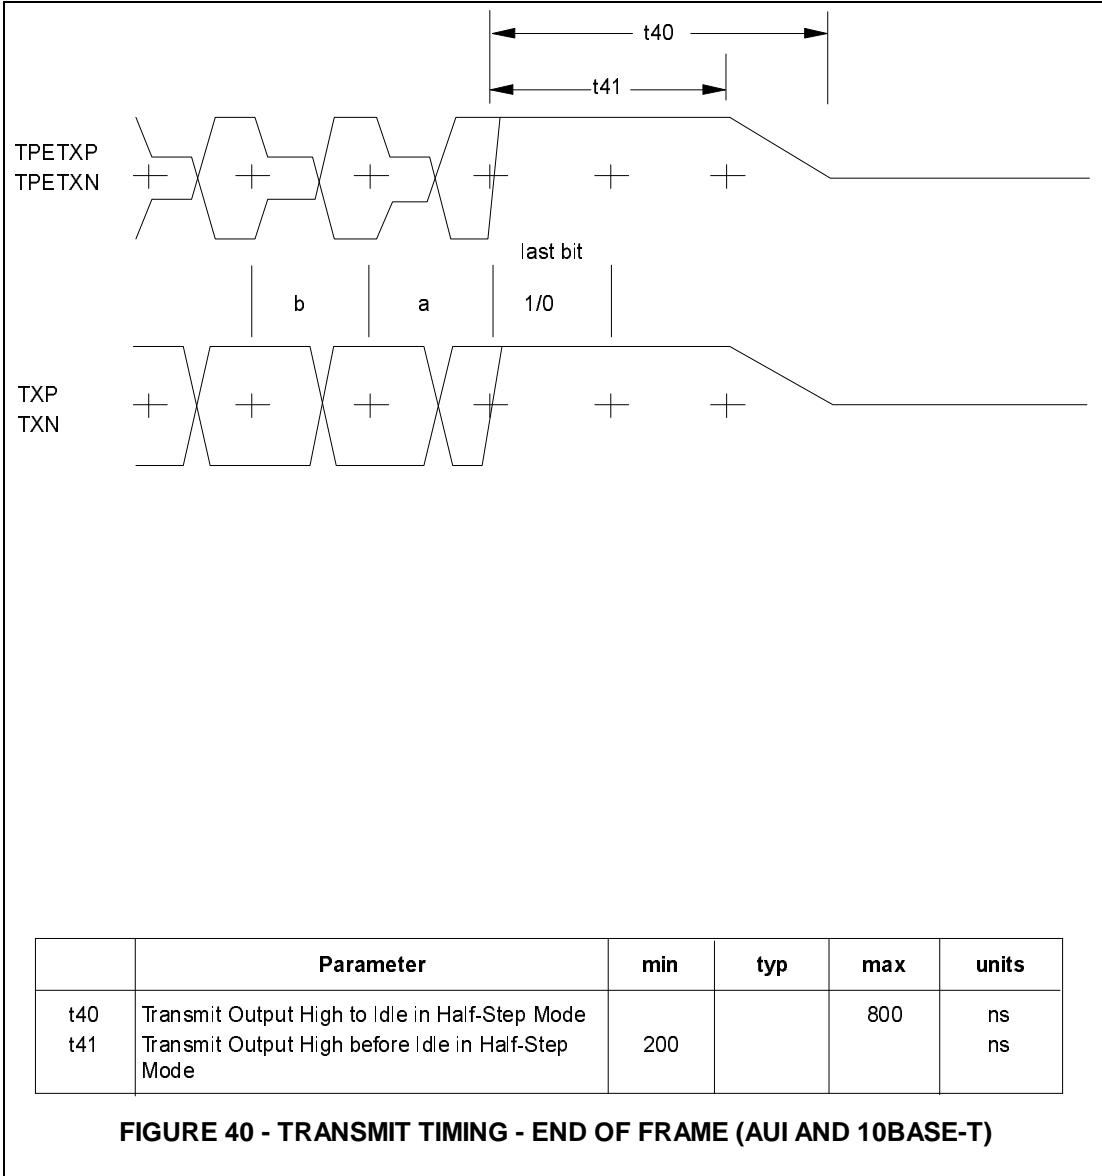 t40
t41
TPETXP
TPETXN
last bit
b a 1/0
TXP
TXN
Parameter min typ max units
t40 Transmit Output High to Idle in Half-Step Mode 800 ns
t41 Transmit Output High before Idle in Half-Step Mode 200 ns
FIGURE 40 - TRANSMIT TIMING - END OF FRAME (AUI AND 10BASE-T)